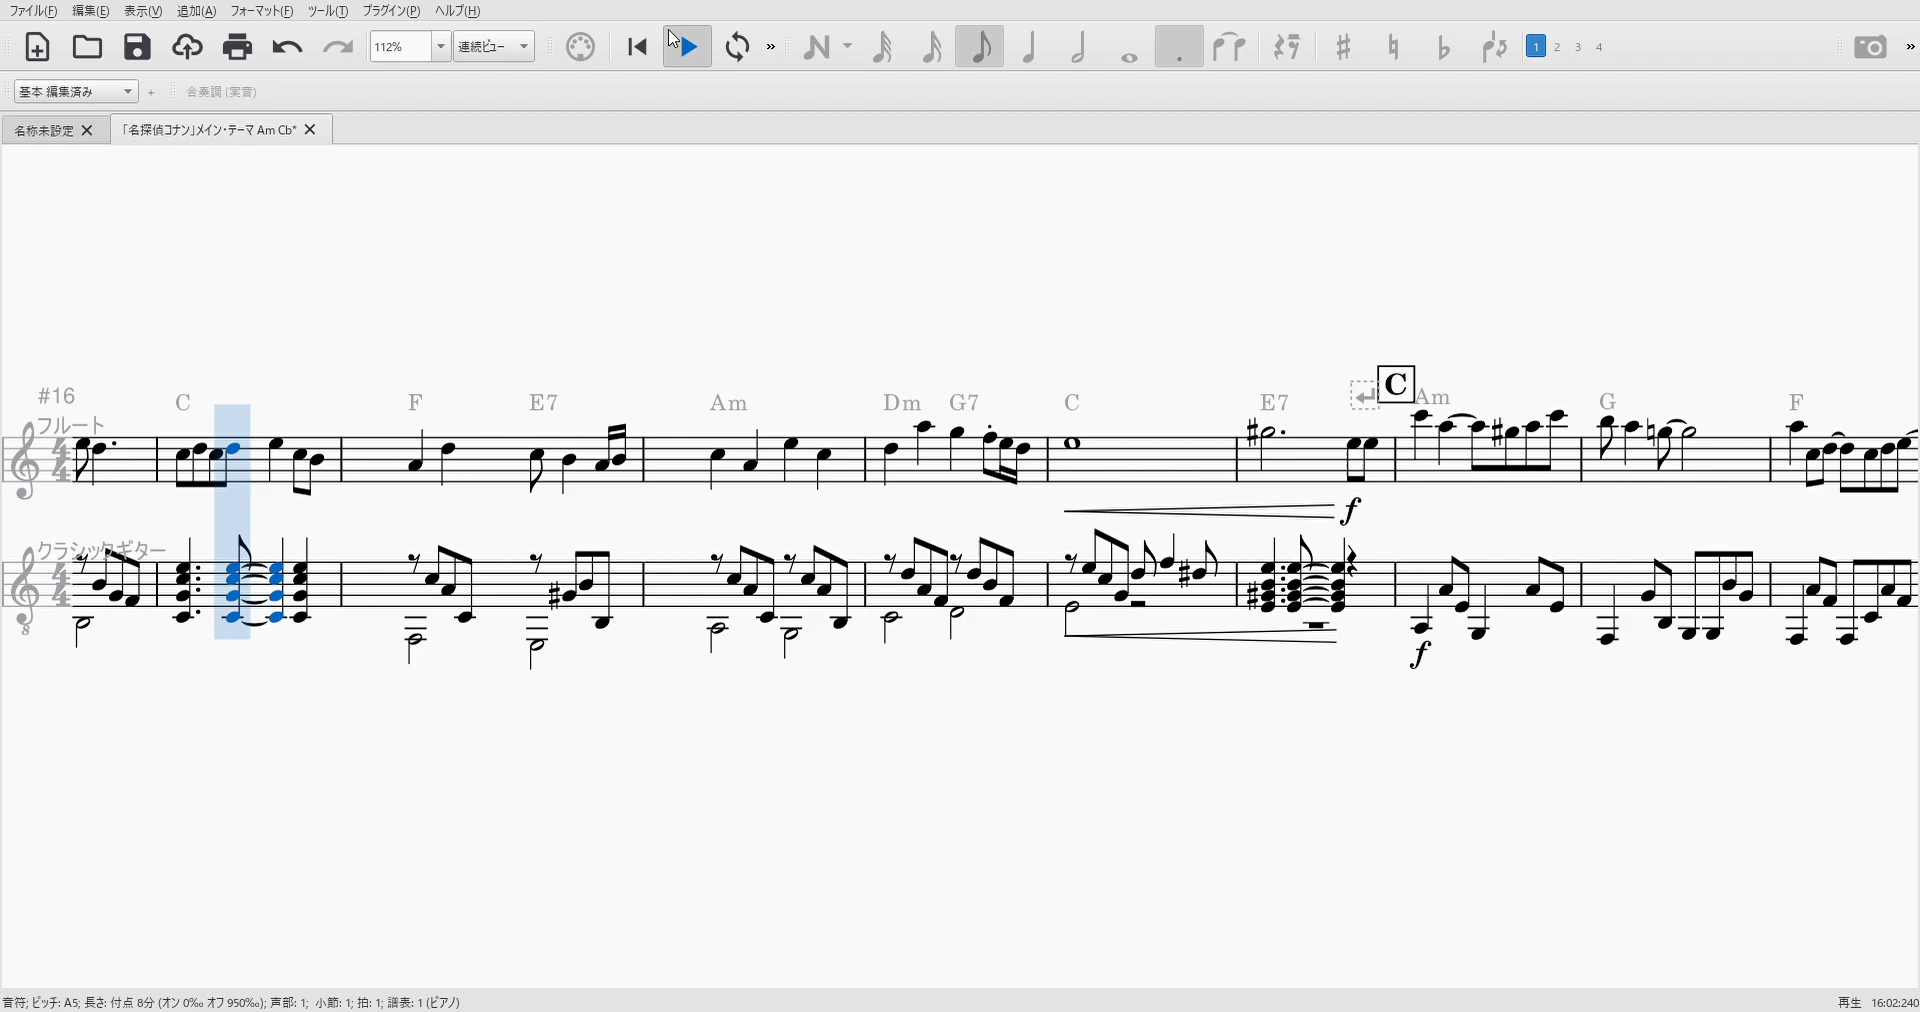 ファイル(F) 編集(E) 表示(V) 追加(A) フォーマット(F) ツール(T) プラグイン(P) ヘルプ(H)
112% 連続ビュー » N 1 2 3 4 »
基本 編集済み + 合奏調 (実音)
名称未設定 「名探偵コナン」メイン・テーマ Am Cb*
#16 C F E7 Am Dm G7 C E7 C Am G F
フルート
f
クラシックギター
8
f
音符; ピッチ: A5; 長さ: 付点 8分 (オン 0‰ オフ 950‰); 声部: 1; 小節: 1; 拍: 1; 譜表: 1 (ピアノ) 再生 16:02:240